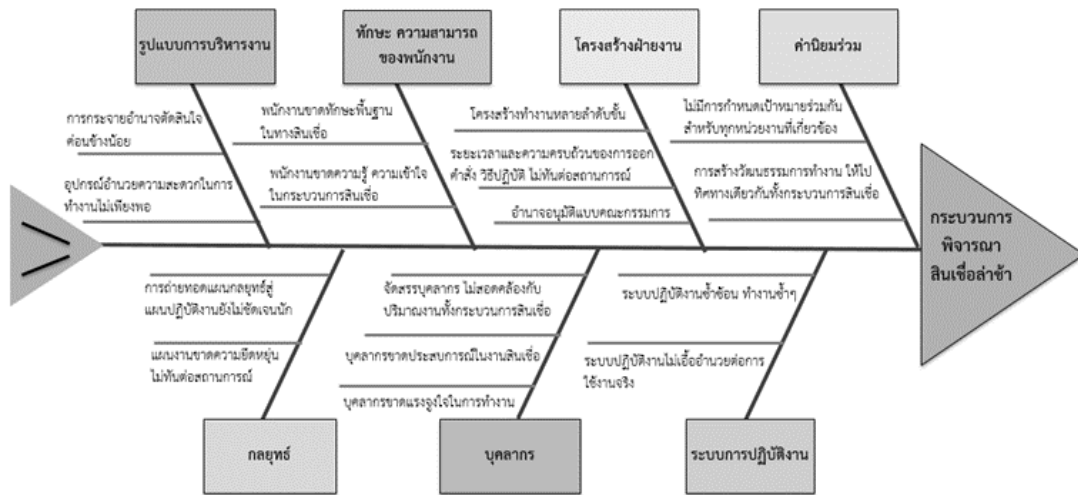 รูปแบบการบริหารงาน
ทักษะ ความสามารถ
ของพนักงาน
โครงสร้างฝ่ายงาน
ค่านิยมร่วม
การกระจายอำนาจตัดสินใจ
ค่อนข้างน้อย
อุปกรณ์อำนวยความสะดวกในการ
ทำงานไม่เพียงพอ
พนักงานขาดทักษะพื้นฐาน
ในทางสินเชื่อ
พนักงานขาดความรู้ ความเข้าใจ
ในกระบวนการสินเชื่อ
โครงสร้างทำงานหลายลำดับชั้น
ระยะเวลาและความครบถ้วนของการออก
คำสั่ง วิธีปฏิบัติ ไม่ทันต่อสถานการณ์
อำนาจอนุมัติแบบคณะกรรมการ
ไม่มีการกำหนดเป้าหมายร่วมกัน
สำหรับทุกหน่วยงานที่เกี่ยวข้อง
การสร้างวัฒนธรรมการทำงาน ให้ไป
ทิศทางเดียวกันทั้งกระบวนการสินเชื่อ
กระบวนการ
พิจารณา
สินเชื่อล่าช้า
การถ่ายทอดแผนกลยุทธ์สู่
แผนปฏิบัติงานยังไม่ชัดเจนนัก
แผนงานขาดความยืดหยุ่น
ไม่ทันต่อสถานการณ์
จัดสรรบุคลากร ไม่สอดคล้องกับ
ปริมาณงานทั้งกระบวนการสินเชื่อ
บุคลากรขาดประสบการณ์ในงานสินเชื่อ
บุคลากรขาดแรงจูงใจในการทำงาน
ระบบปฏิบัติงานซ้ำซ้อน ทำงานซ้ำๆ
ระบบปฏิบัติงานไม่เอื้ออำนวยต่อการ
ใช้งานจริง
กลยุทธ์
บุคลากร
ระบบการปฏิบัติงาน